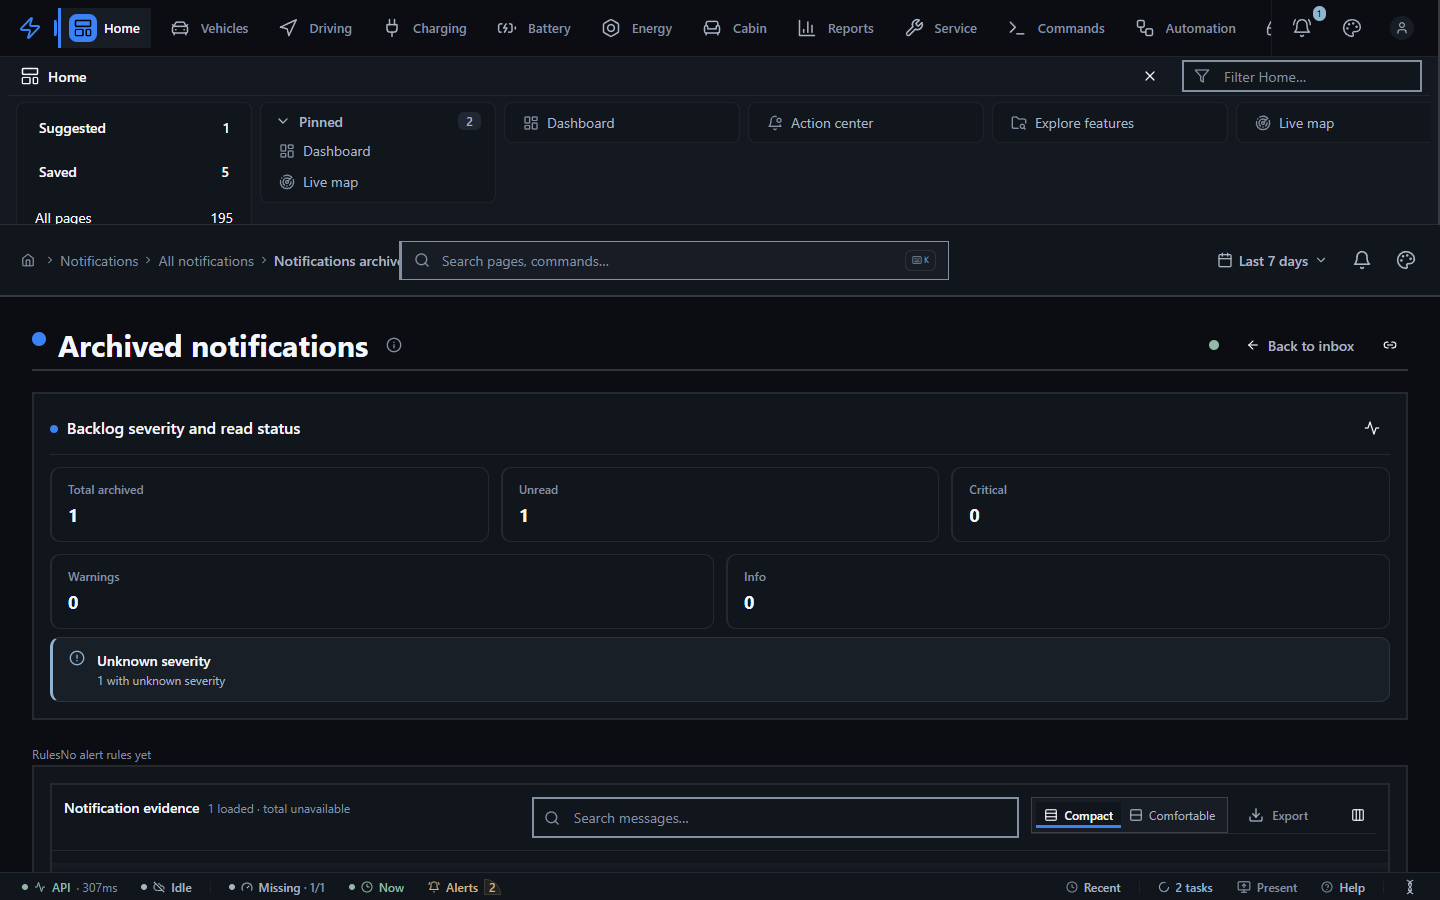 Home Vehicles Driving Charging Battery Energy Cabin Reports Service Commands Automation 1
Home Filter Home...
Suggested 1
Saved 5
All pages 195
Pinned 2
Dashboard
Live map
Dashboard Action center Explore features Live map
Notifications All notifications Notifications archive Search pages, commands... K Last 7 days
Archived notifications Back to inbox
Backlog severity and read status
Total archived
1
Unread
1
Critical
0
Warnings
0
Info
0
Unknown severity
1 with unknown severity
RulesNo alert rules yet
Notification evidence 1 loaded · total unavailable Search messages... Compact Comfortable Export
API · 307ms Idle Missing · 1/1 Now Alerts 2 Recent 2 tasks Present Help